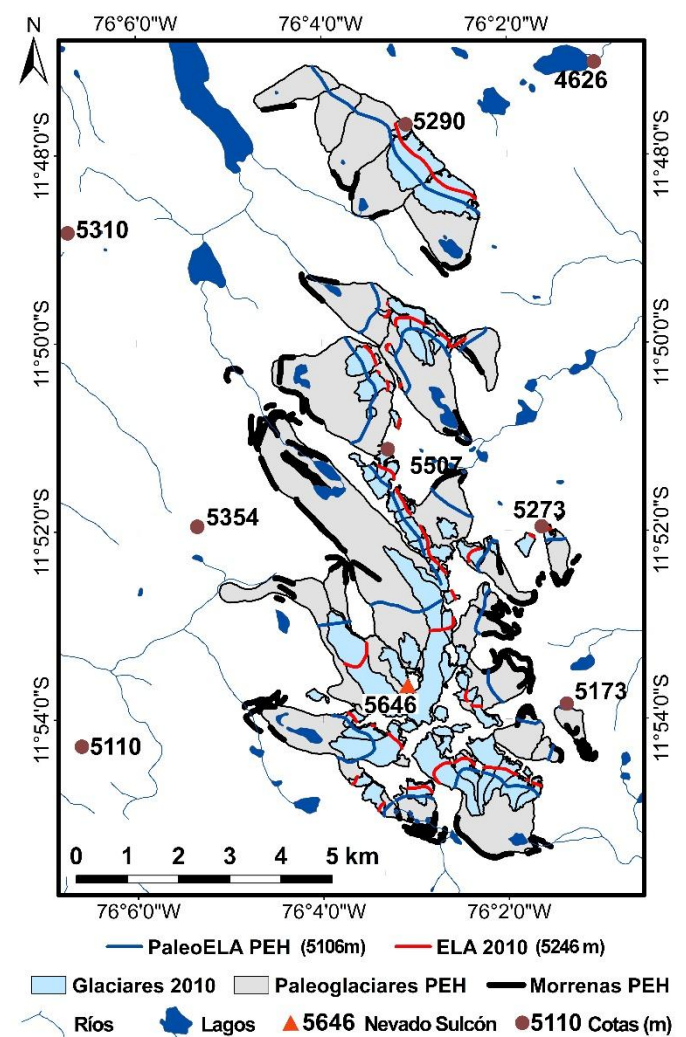 N
76°6'0"W 76°4'0"W 76°2'0"W
4626
5290
11°48'0"S 11°48'0"S
5310
11°50'0"S 11°50'0"S
5507
5273
5354
11°52'0"S 11°52'0"S
5646
5173
11°54'0"S 11°54'0"S
5110
0 1 2 3 4 5 km
76°6'0"W 76°4'0"W 76°2'0"W
PaleoELA PEH (5106m) ELA 2010 (5246 m)
Glaciares 2010 Paleoglaciares PEH Morrenas PEH
Ríos Lagos 5646 Nevado Sulcón 5110 Cotas (m)